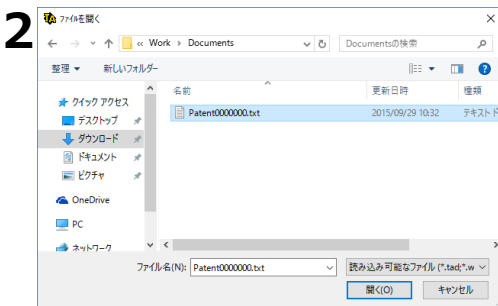 2
ファイルを開く
« Work › Documents
Documentsの検索
整理 ▼ 新しいフォルダー
名前 更新日時 種類
Patent0000000.txt 2015/09/29 10:32 テキスト
クイック アクセス
デスクトップ
ダウンロード
ドキュメント
ピクチャ
OneDrive
PC
ネットワーク
ファイル名(N): Patent0000000.txt 読み込み可能なファイル (*.tad;*.w
開く(O) キャンセル